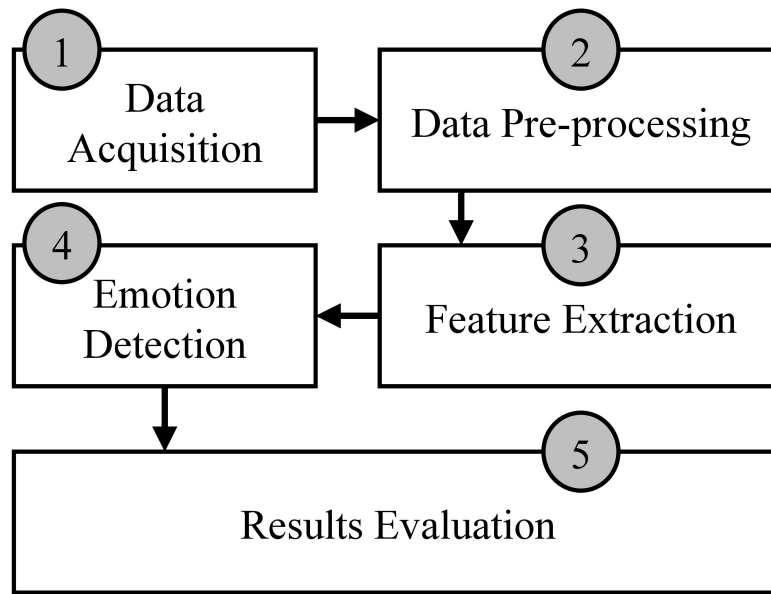 1
Data
Acquisition
2
Data Pre-processing
3
Feature Extraction
4
Emotion
Detection
5
Results Evaluation